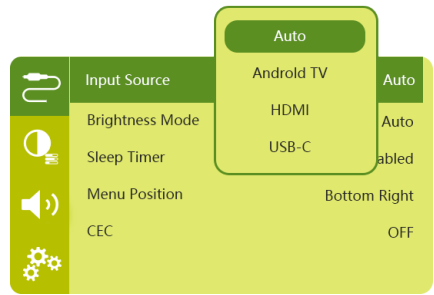 Auto
Androld TV
HDMI
USB-C
Input Source Auto
Brightness Mode Auto
Sleep Timer abled
Menu Position Bottom Right
CEC OFF